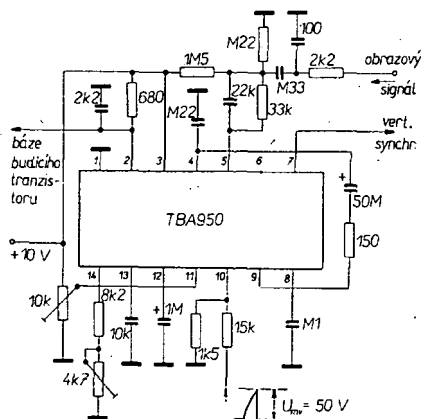 M22
100
1M5
2k2
obrazový
signál
M33
2k2
680
M22
22k
33k
báze
budicího
tranzis-
toru
vert.
synchr.
1 2 3 4 5 6 7
TBA950
50M
150
+
+10 V
14 13 12 11 10 9 8
10k
8k2
10k
+
1M
1k5
15k
M1
4k7
Uₘᵥ = 50 V